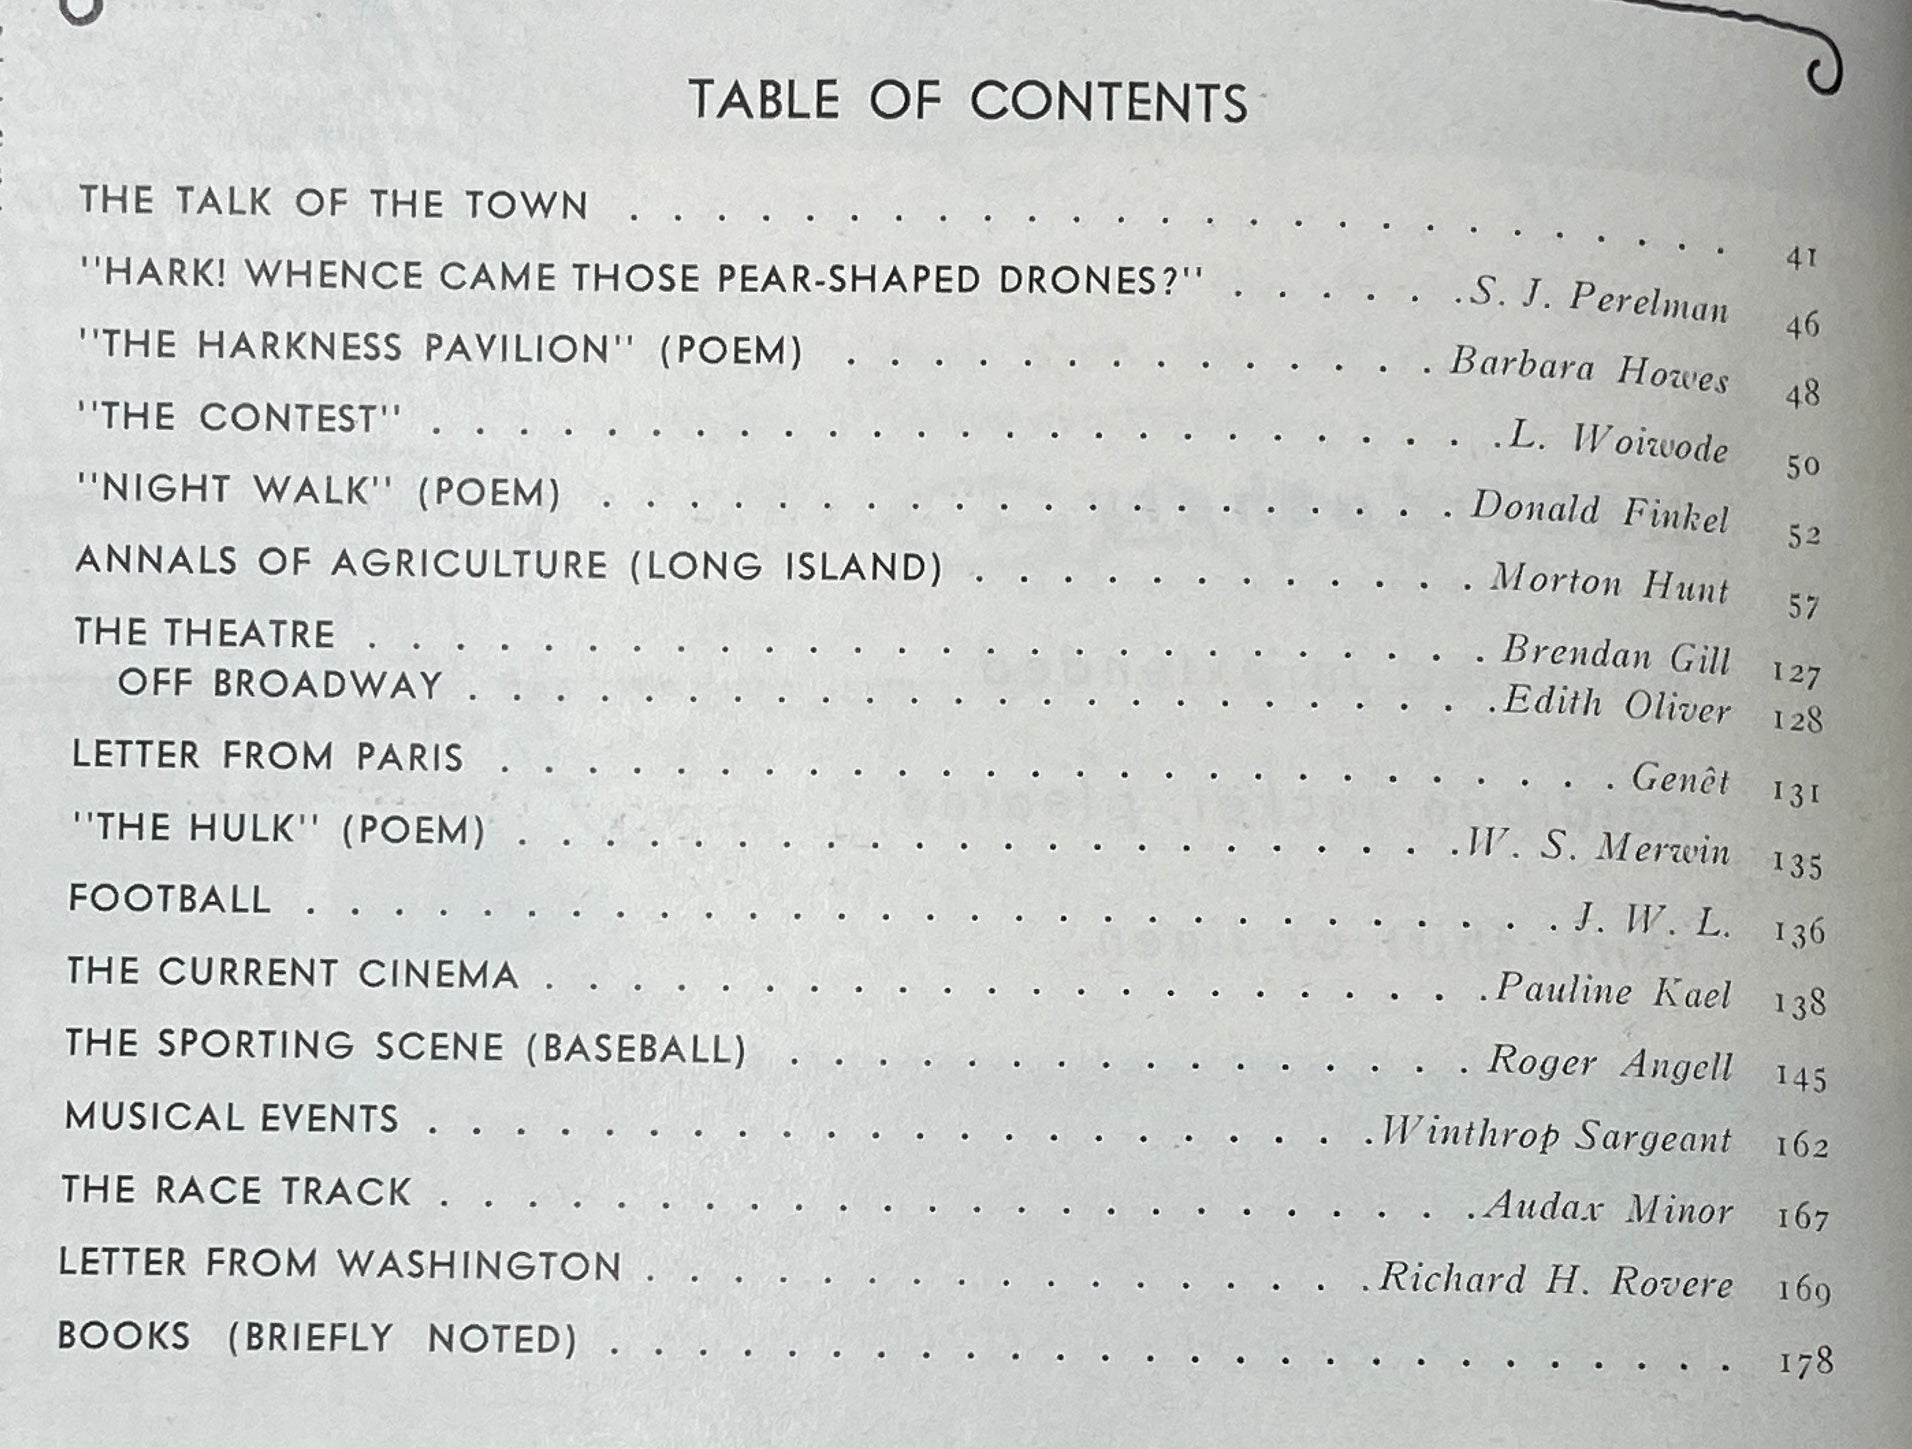 TABLE OF CONTENTS
THE TALK OF THE TOWN . . . . . . . . . . . . . . . . . . . . . . . . . 41
"HARK! WHENCE CAME THOSE PEAR-SHAPED DRONES?" . . . . . . S. J. Perelman 46
"THE HARKNESS PAVILION" (POEM) . . . . . . . . . . . . . . Barbara Howes 48
"THE CONTEST" . . . . . . . . . . . . . . . . . . . . . . . . . L. Woiwode 50
"NIGHT WALK" (POEM) . . . . . . . . . . . . . . . . . . . . Donald Finkel 52
ANNALS OF AGRICULTURE (LONG ISLAND) . . . . . . . . . . . . Morton Hunt 57
THE THEATRE . . . . . . . . . . . . . . . . . . . . . . . . . . Brendan Gill 127
OFF BROADWAY . . . . . . . . . . . . . . . . . . . . . . . . Edith Oliver 128
LETTER FROM PARIS . . . . . . . . . . . . . . . . . . . . . . . . . . Genêt 131
"THE HULK" (POEM) . . . . . . . . . . . . . . . . . . . . . . W. S. Merwin 135
FOOTBALL . . . . . . . . . . . . . . . . . . . . . . . . . . . . . J. W. L. 136
THE CURRENT CINEMA . . . . . . . . . . . . . . . . . . . . . . Pauline Kael 138
THE SPORTING SCENE (BASEBALL) . . . . . . . . . . . . . . . . Roger Angell 145
MUSICAL EVENTS . . . . . . . . . . . . . . . . . . . . . . Winthrop Sargeant 162
THE RACE TRACK . . . . . . . . . . . . . . . . . . . . . . . . Audax Minor 167
LETTER FROM WASHINGTON . . . . . . . . . . . . . . . . . Richard H. Rovere 169
BOOKS (BRIEFLY NOTED) . . . . . . . . . . . . . . . . . . . . . . . . . . 178